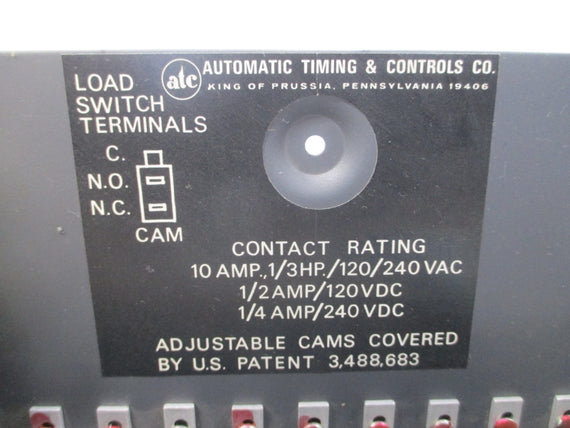 atc AUTOMATIC TIMING & CONTROLS CO.
KING OF PRUSSIA, PENNSYLVANIA 19406
LOAD
SWITCH
TERMINALS
C.
N.O.
N.C.
CAM
CONTACT RATING
10 AMP.,1/3HP./120/240 VAC
1/2 AMP/120VDC
1/4 AMP/240 VDC
ADJUSTABLE CAMS COVERED
BY U.S. PATENT 3,488,683